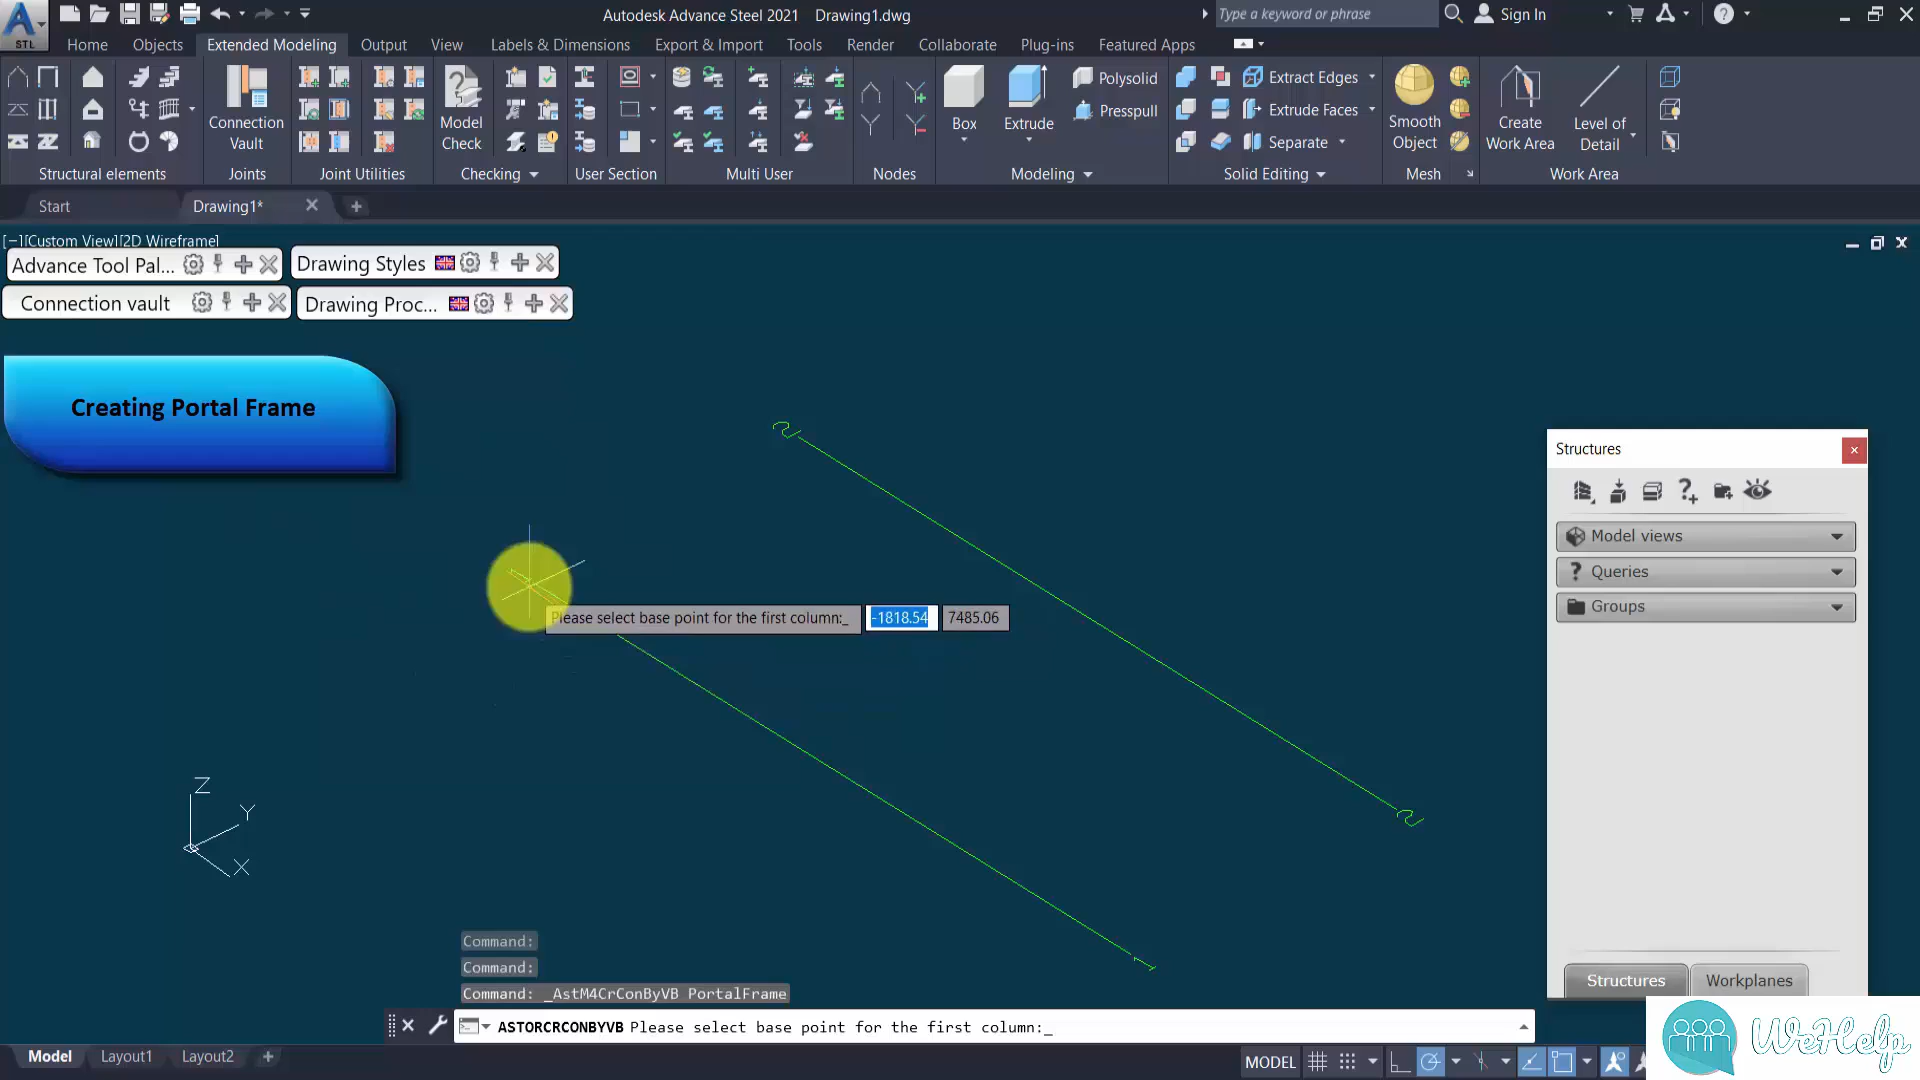 Autodesk Advance Steel 2021 Drawing1.dwg
Type a keyword or phrase
Sign In
STL
Home Objects Extended Modeling Output View Labels & Dimensions Export & Import Tools Render Collaborate Plug-ins Featured Apps
Connection Vault
Model Check
Box
Extrude
Polysolid
Presspull
Extract Edges
Extrude Faces
Separate
Smooth Object
Create Work Area
Level of Detail
Structural elements Joints Joint Utilities Checking User Section Multi User Nodes Modeling Solid Editing Mesh Work Area
Start Drawing1*
[−][Custom View][2D Wireframe]
Advance Tool Pal... Drawing Styles
Connection vault Drawing Proc...
Creating Portal Frame
2
2
1
Please select base point for the first column:_ -1818.54 7485.06
Z
Y
X
Structures
Model views
Queries
Groups
Structures Workplanes
Command:
Command:
Command: _AstM4CrConByVB PortalFrame
ASTORCRCONBYVB Please select base point for the first column:_
Model Layout1 Layout2
MODEL
WeHelp